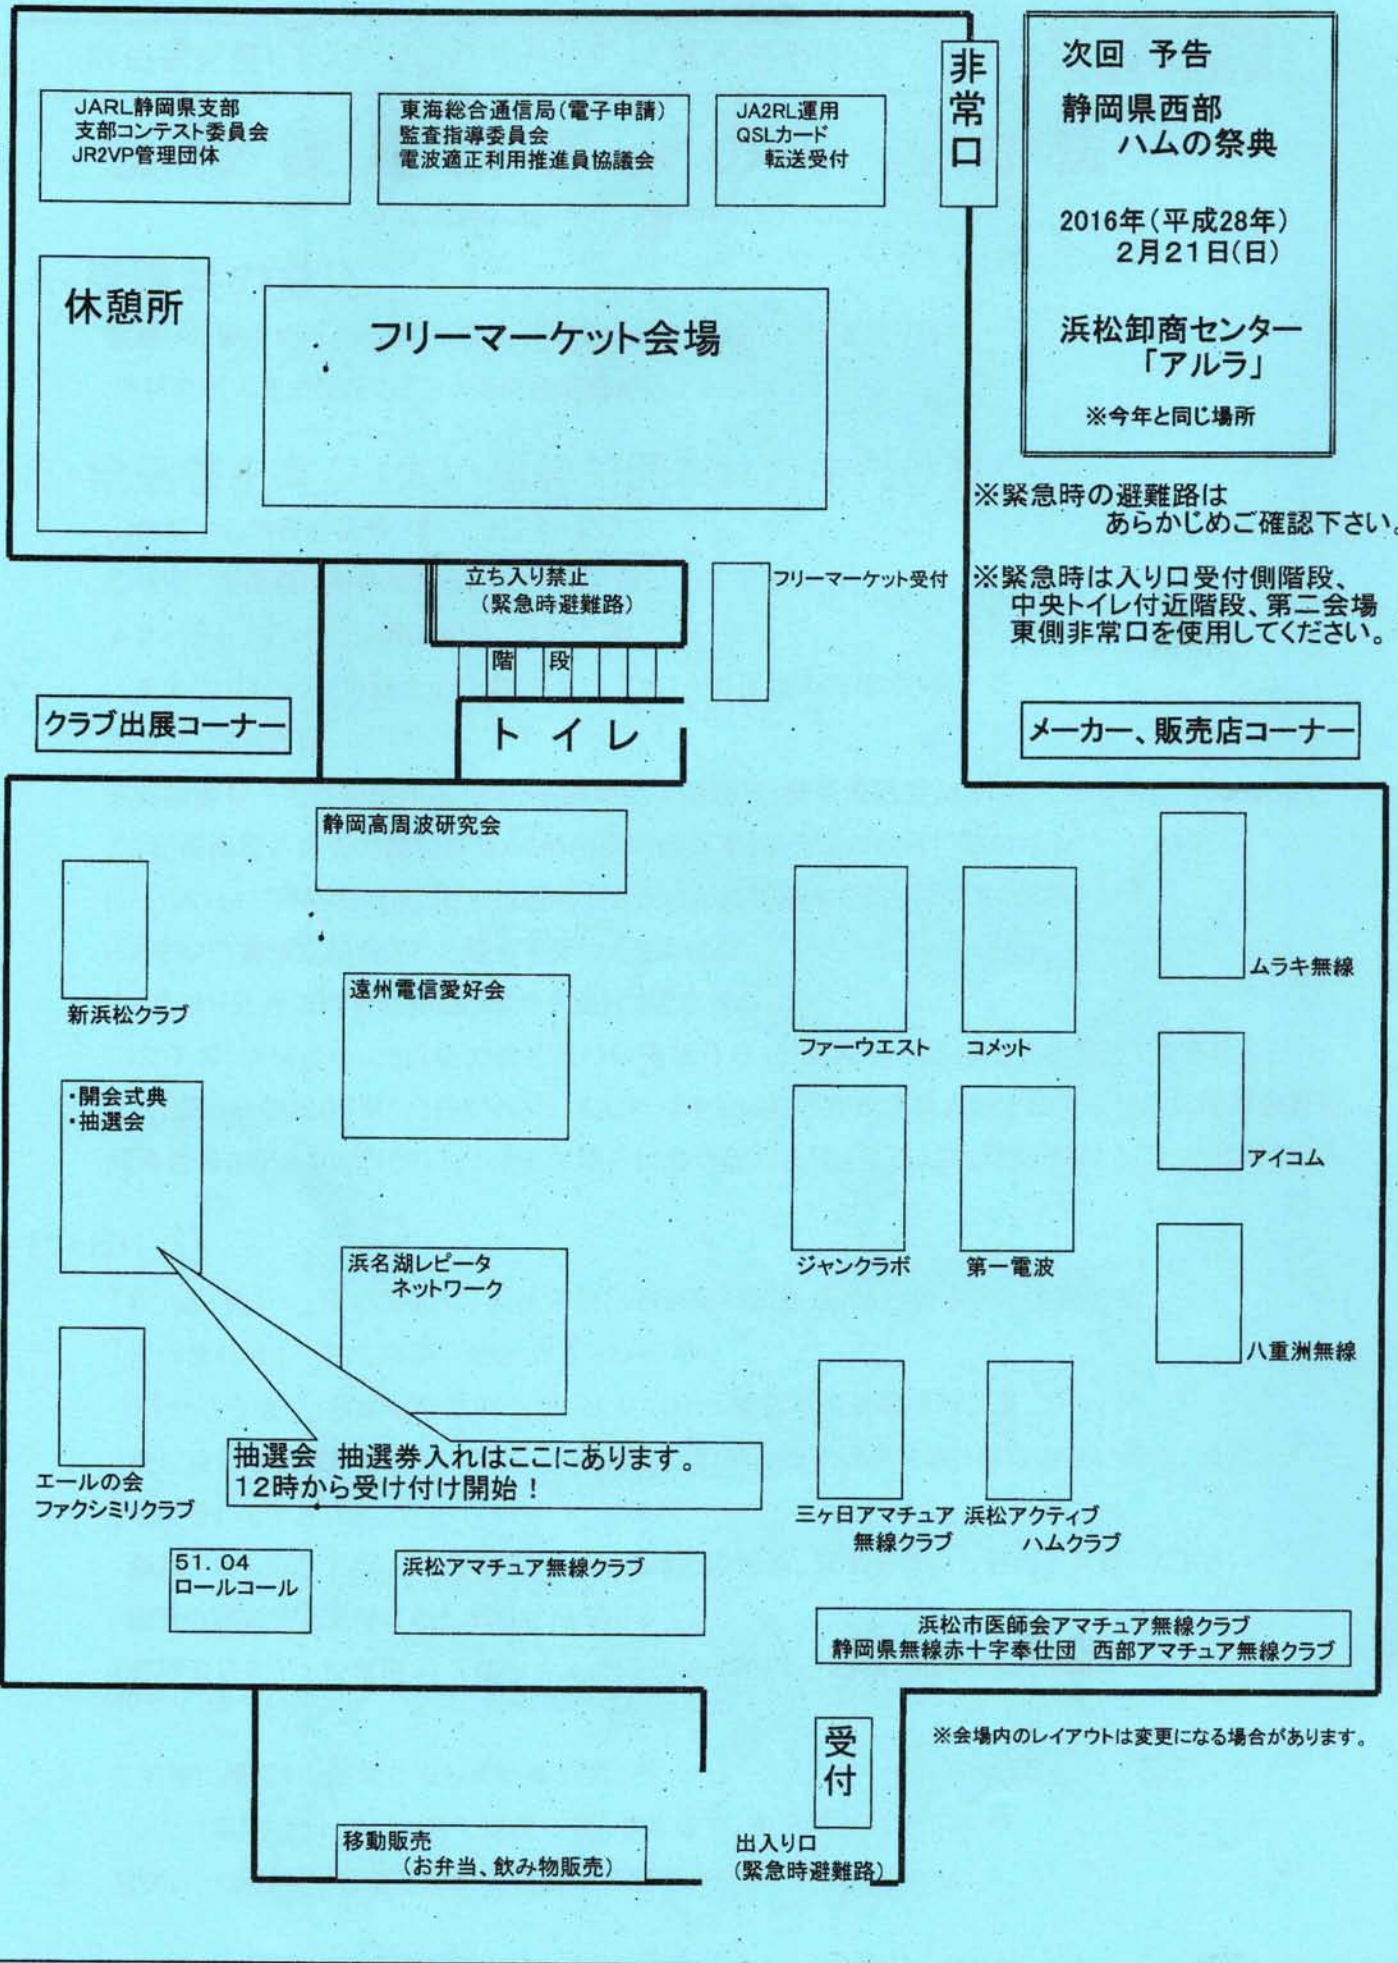 JARL静岡県支部
支部コンテスト委員会
JR2VP管理団体
東海総合通信局(電子申請)
監査指導委員会
電波適正利用推進員協議会
JA2RL運用
QSLカード
転送受付
非常口
次回 予告
静岡県西部
ハムの祭典
2016年(平成28年)
2月21日(日)
浜松卸商センター
「アルラ」
※今年と同じ場所
休憩所
フリーマーケット会場
※緊急時の避難路は
あらかじめご確認下さい。
※緊急時は入り口受付側階段、
中央トイレ付近階段、第二会場
東側非常口を使用してください。
立ち入り禁止
(緊急時避難路)
フリーマーケット受付
階 段
トイレ
クラブ出展コーナー
メーカー、販売店コーナー
静岡高周波研究会
新浜松クラブ
遠州電信愛好会
・開会式典
・抽選会
浜名湖レピータ
ネットワーク
エールの会
ファクシミリクラブ
抽選会 抽選券入れはここにあります。
12時から受け付け開始!
51.04
ロールコール
浜松アマチュア無線クラブ
ファーウエスト
コメット
ムラキ無線
ジャンクラボ
第一電波
アイコム
八重洲無線
三ヶ日アマチュア
無線クラブ
浜松アクティブ
ハムクラブ
浜松市医師会アマチュア無線クラブ
静岡県無線赤十字奉仕団 西部アマチュア無線クラブ
受付
※会場内のレイアウトは変更になる場合があります。
移動販売
(お弁当、飲み物販売)
出入り口
(緊急時避難路)